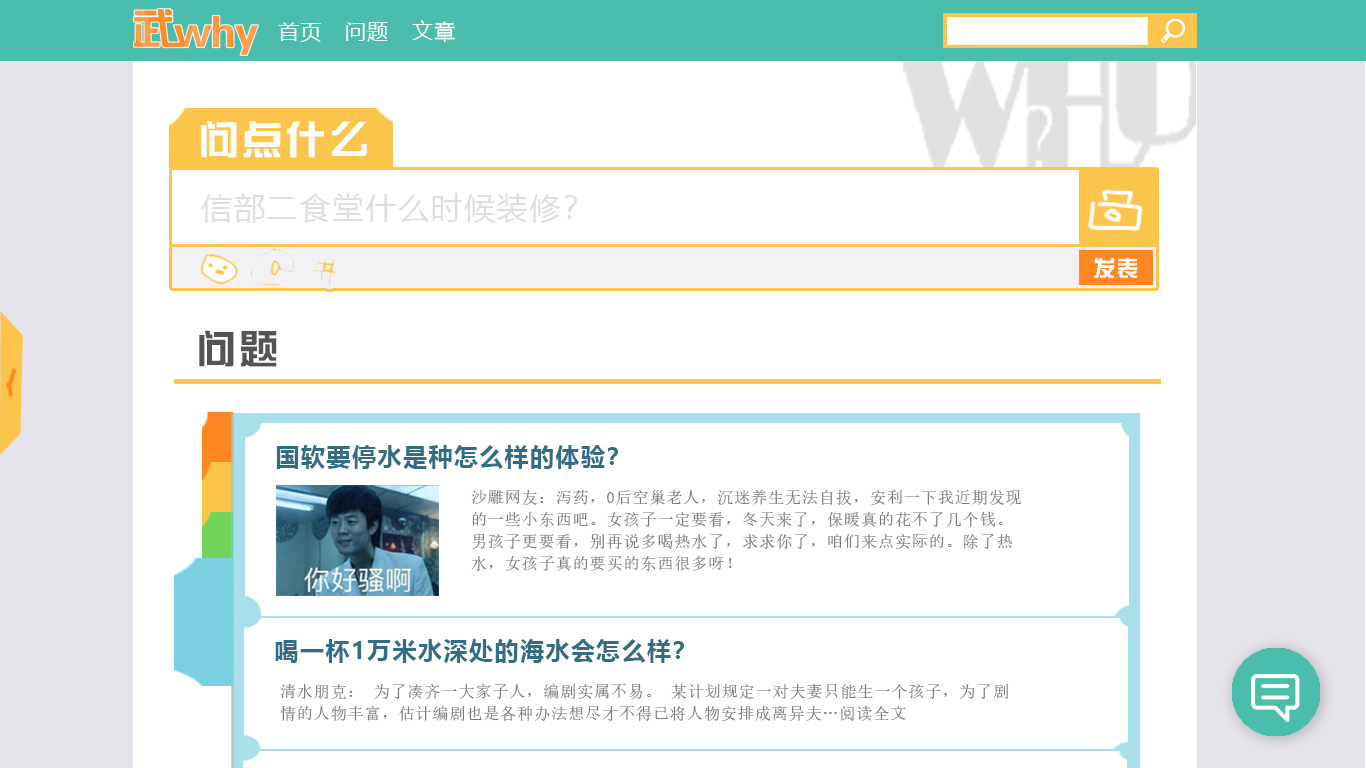 武why 首页 问题 文章
WHU
?
问点什么
信部二食堂什么时候装修？
发表
问题
国软要停水是种怎么样的体验？
沙雕网友：泻药，0后空巢老人，沉迷养生无法自拔，安利一下我近期发现
的一些小东西吧。女孩子一定要看，冬天来了，保暖真的花不了几个钱。
男孩子更要看，别再说多喝热水了，求求你了，咱们来点实际的。除了热
水，女孩子真的要买的东西很多呀！
你好骚啊
喝一杯1万米水深处的海水会怎么样？
清水朋克： 为了凑齐一大家子人，编剧实属不易。 某计划规定一对夫妻只能生一个孩子，为了剧
情的人物丰富，估计编剧也是各种办法想尽才不得已将人物安排成离异夫…阅读全文